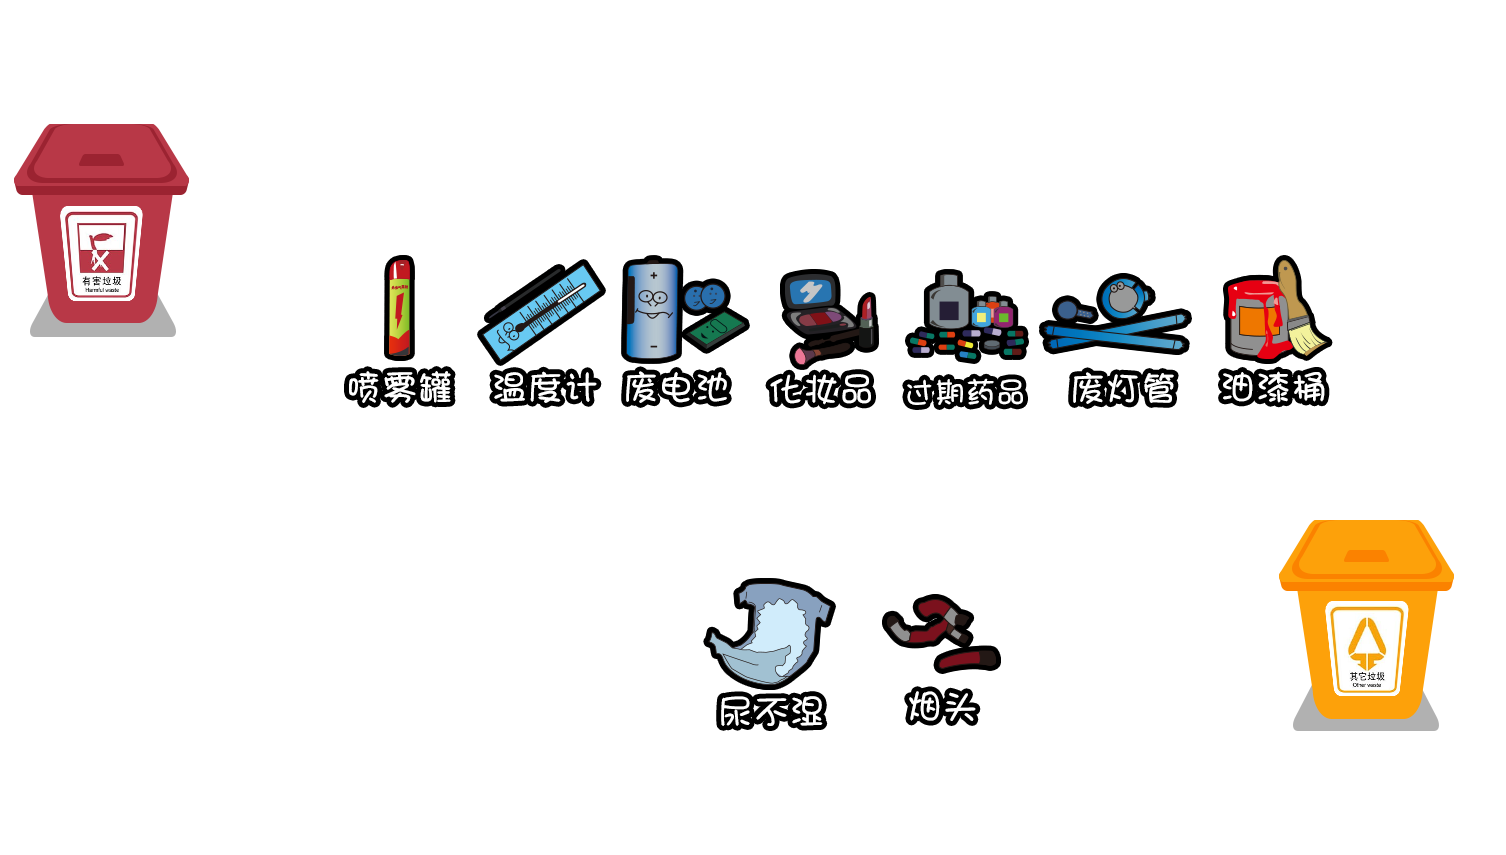 有害垃圾
Harmful waste
喷雾罐
温度计
废电池
化妆品
过期药品
废灯管
油漆桶
尿不湿
烟头
其它垃圾
Other waste